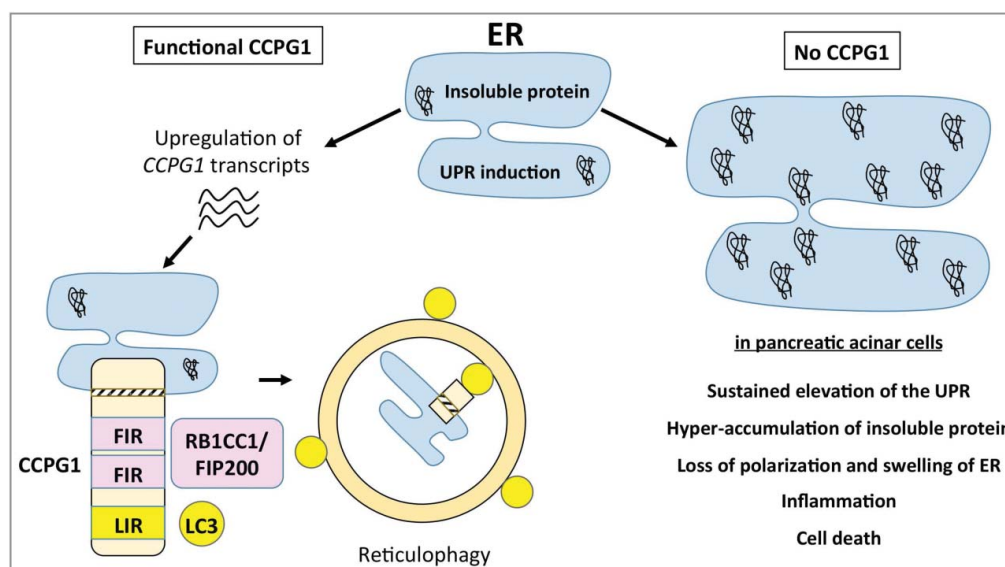 Functional CCPG1
ER
No CCPG1
Insoluble protein
UPR induction
Upregulation of
CCPG1 transcripts
CCPG1
FIR
FIR
LIR
RB1CC1/
FIP200
LC3
Reticulophagy
in pancreatic acinar cells
Sustained elevation of the UPR
Hyper-accumulation of insoluble protein
Loss of polarization and swelling of ER
Inflammation
Cell death